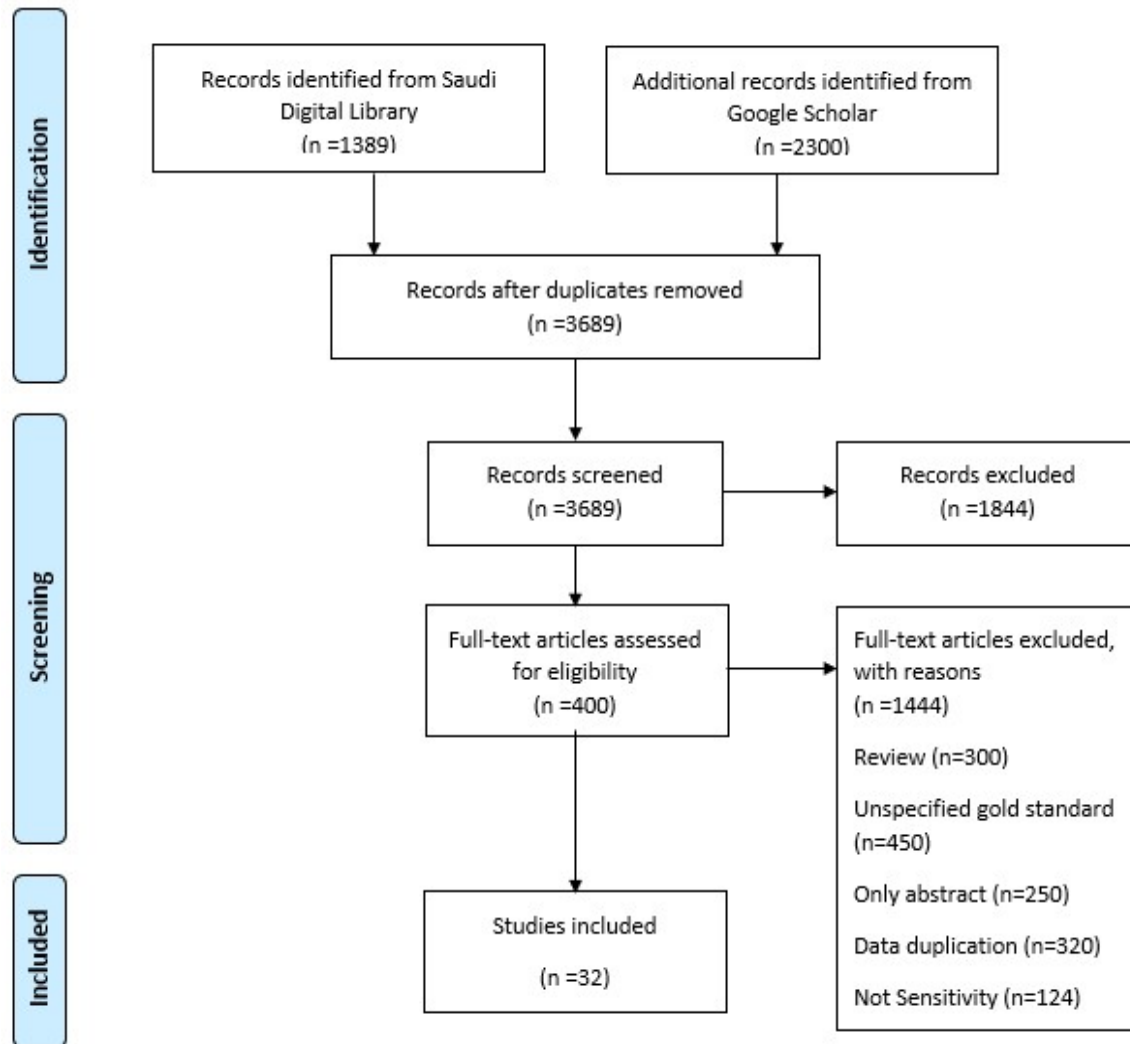 Identification
Records identified from Saudi
Digital Library
(n =1389)
Additional records identified from
Google Scholar
(n =2300)
Records after duplicates removed
(n =3689)
Screening
Records screened
(n =3689)
Records excluded
(n =1844)
Full-text articles assessed
for eligibility
(n =400)
Full-text articles excluded,
with reasons
(n =1444)
Review (n=300)
Unspecified gold standard
(n=450)
Only abstract (n=250)
Data duplication (n=320)
Not Sensitivity (n=124)
Included
Studies included
(n =32)